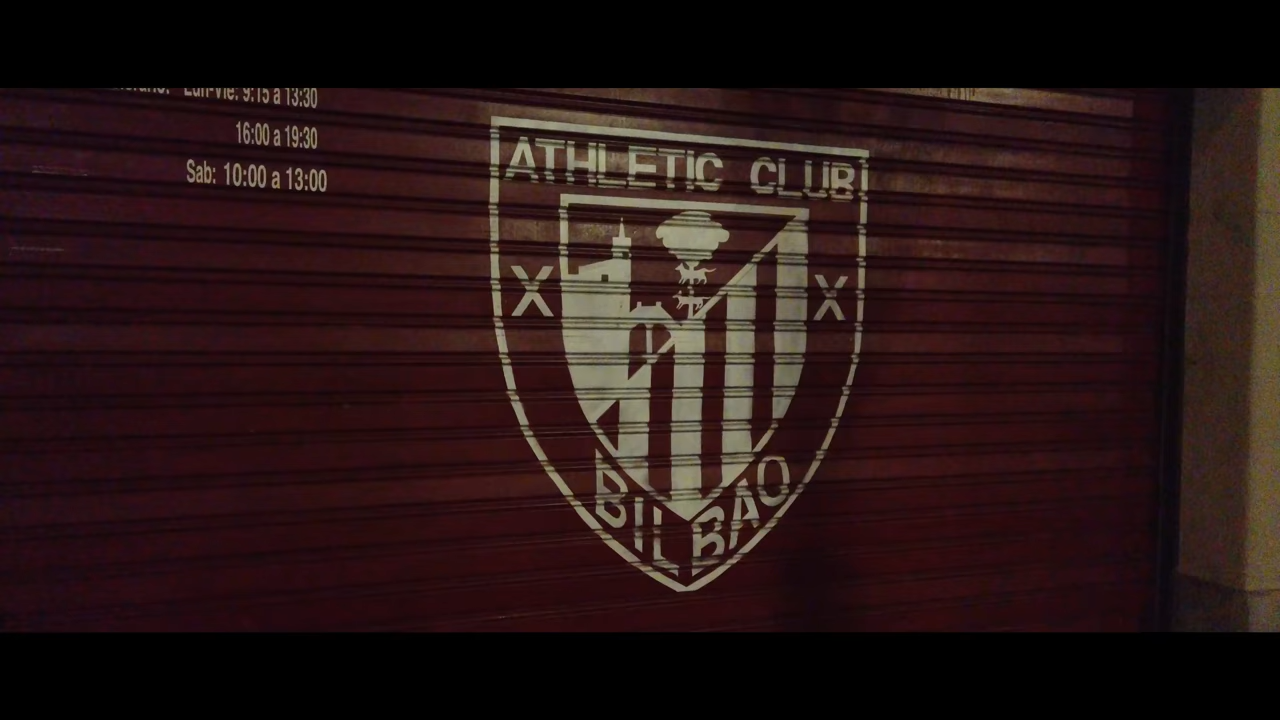 Lun-Vie: 9:15 a 13:30
16:00 a 19:30
Sab: 10:00 a 13:00
ATHLETIC CLUB
X X
BILBAO